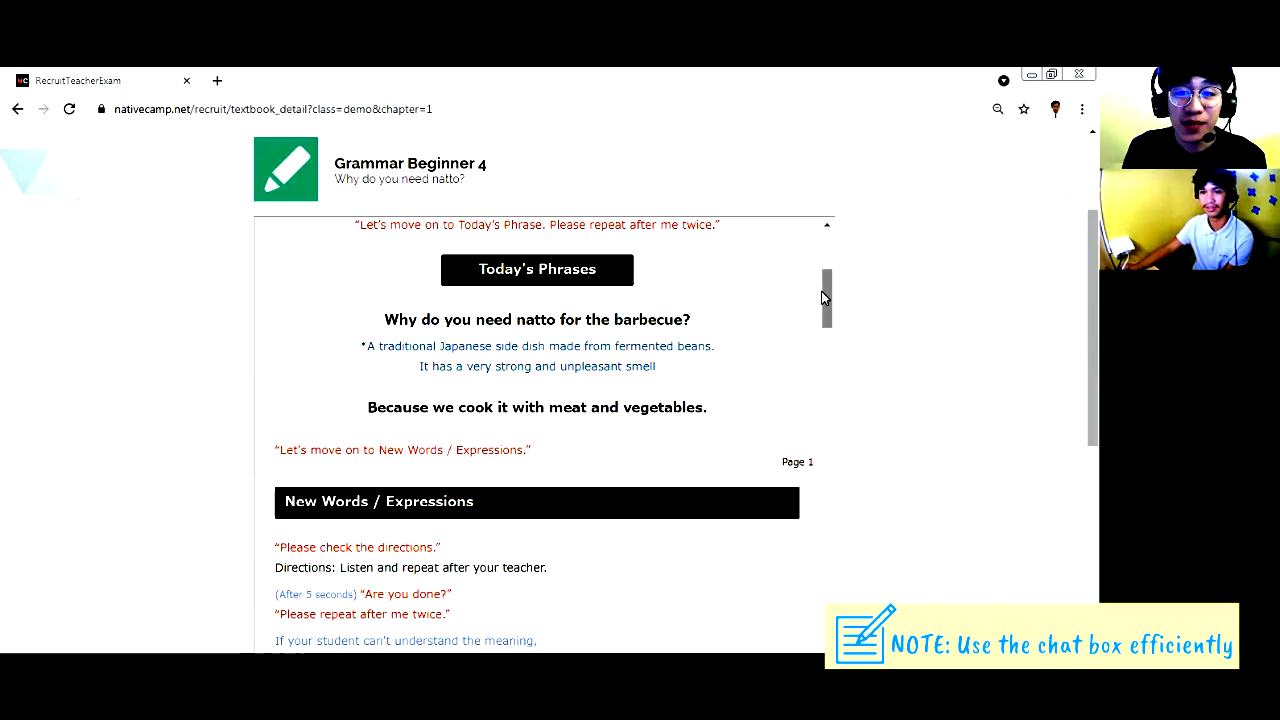 RecruitTeacherExam
nativecamp.net/recruit/textbook_detail?class=demo&chapter=1
Grammar Beginner 4
Why do you need natto?
“Let's move on to Today's Phrase. Please repeat after me twice.”
Today's Phrases
Why do you need natto for the barbecue?
*A traditional Japanese side dish made from fermented beans.
It has a very strong and unpleasant smell
Because we cook it with meat and vegetables.
“Let's move on to New Words / Expressions.”
Page 1
New Words / Expressions
“Please check the directions.”
Directions: Listen and repeat after your teacher.
(After 5 seconds) “Are you done?”
“Please repeat after me twice.”
If your student can't understand the meaning,
NOTE: Use the chat box efficiently